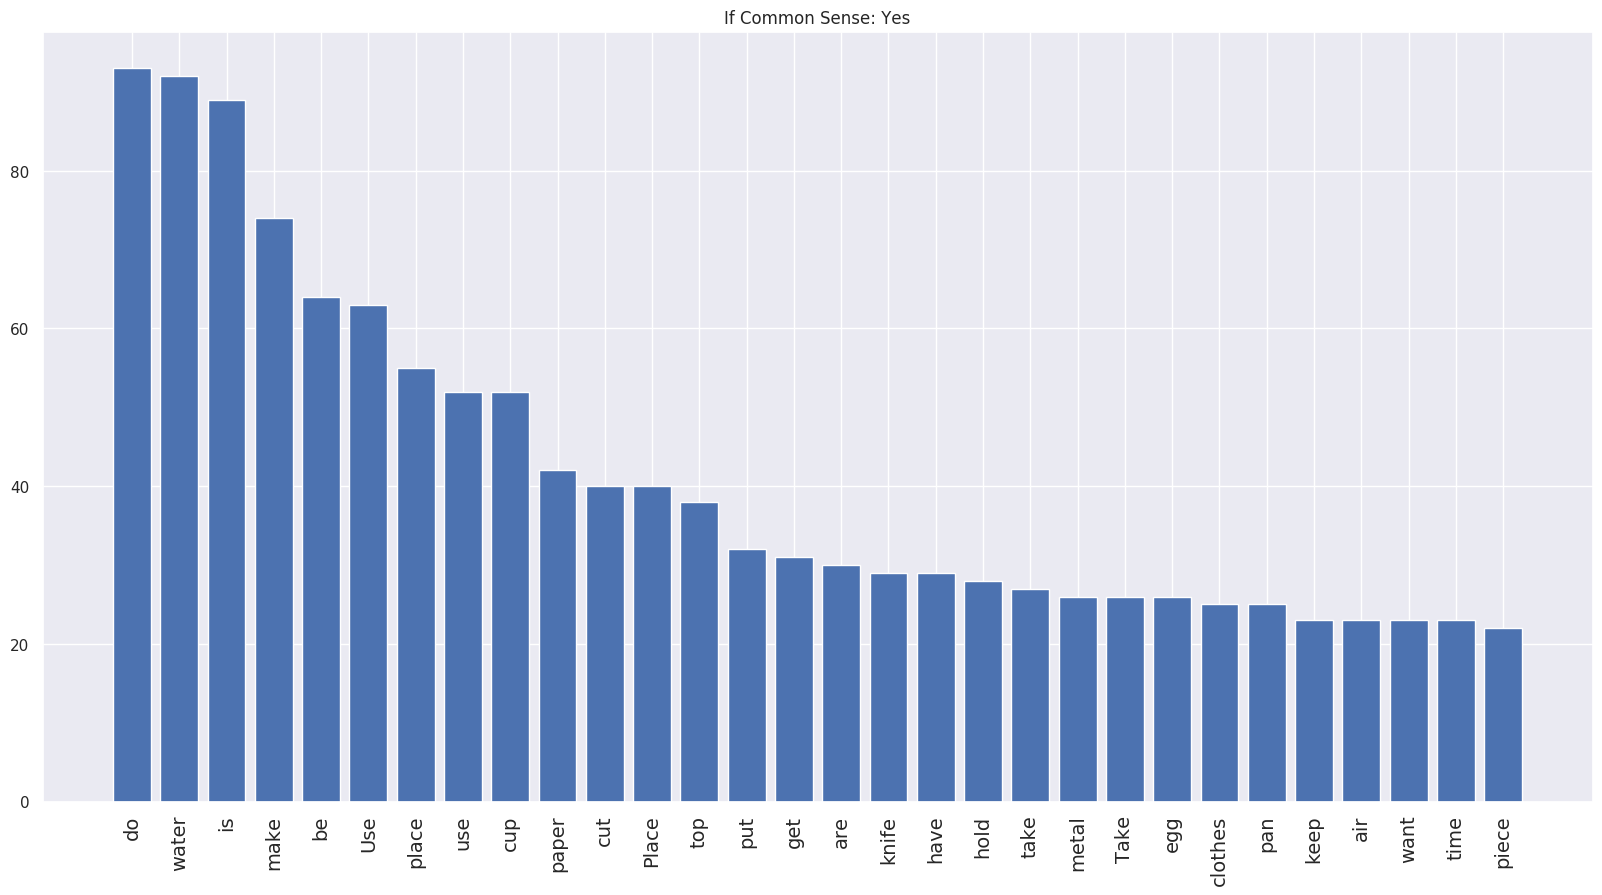 If Common Sense: Yes
80
60
40
20
0
do
water
is
make
be
Use
place
use
cup
paper
cut
Place
top
put
get
are
knife
have
hold
take
metal
Take
egg
clothes
pan
keep
air
want
time
piece